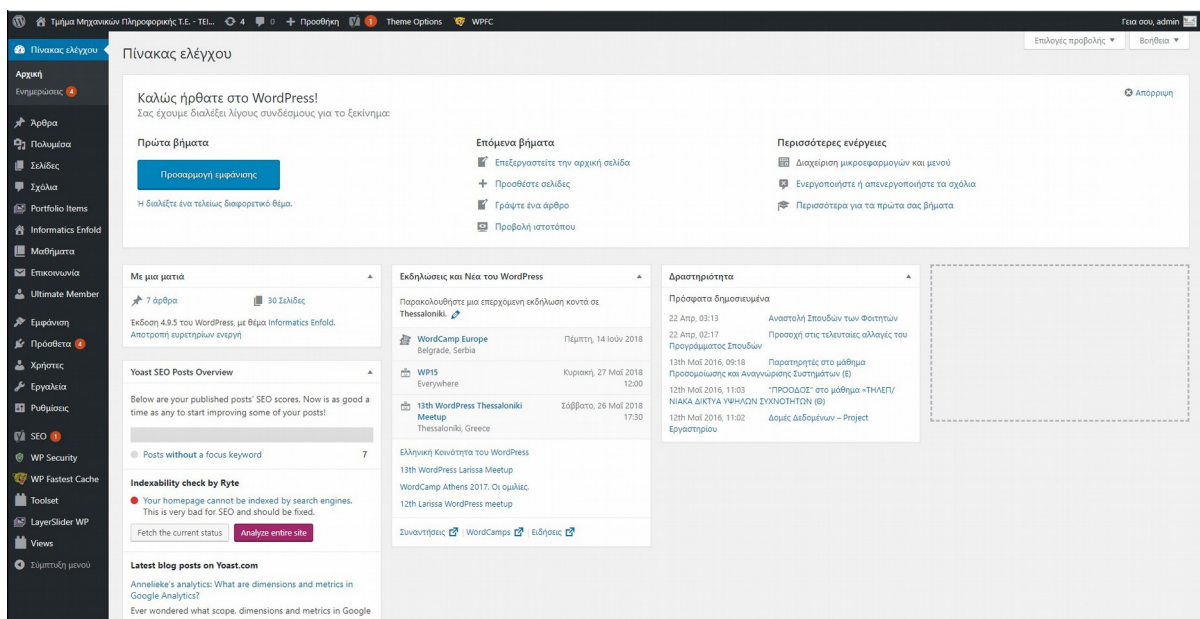 Τμήμα Μηχανικών Πληροφορικής Τ.Ε. - ΤΕΙ... 4 0 Προσθήκη 1 Theme Options WPFC Γεια σου, admin
Επιλογές προβολής Βοήθεια
Πίνακας ελέγχου
Αρχική
Ενημερώσεις 4
Άρθρα
Πολυμέσα
Σελίδες
Σχόλια
Portfolio Items
Informatics Enfold
Μαθήματα
Επικοινωνία
Ultimate Member
Εμφάνιση
Πρόσθετα 4
Χρήστες
Εργαλεία
Ρυθμίσεις
SEO 1
WP Security
WP Fastest Cache
Toolset
LayerSlider WP
Views
Σύμπτυξη μενού
Πίνακας ελέγχου
Καλώς ήρθατε στο WordPress!
Απόρριψη
Σας έχουμε διαλέξει λίγους συνδέσμους για το ξεκίνημα:
Πρώτα βήματα
Προσαρμογή εμφάνισης
Ή διαλέξτε ένα τελείως διαφορετικό θέμα.
Επόμενα βήματα
Επεξεργαστείτε την αρχική σελίδα
Προσθέστε σελίδες
Γράψτε ένα άρθρο
Προβολή ιστοτόπου
Περισσότερες ενέργειες
Διαχείριση μικροεφαρμογών και μενού
Ενεργοποιήστε ή απενεργοποιήστε τα σχόλια
Περισσότερα για τα πρώτα σας βήματα
Με μια ματιά
7 άρθρα 30 Σελίδες
Έκδοση 4.9.5 του WordPress, με θέμα Informatics Enfold.
Αποτροπή ευρετηρίων ενεργή
Yoast SEO Posts Overview
Below are your published posts' SEO scores. Now is as good a
time as any to start improving some of your posts!
Posts without a focus keyword 7
Indexability check by Ryte
Your homepage cannot be indexed by search engines.
This is very bad for SEO and should be fixed.
Fetch the current status Analyze entire site
Latest blog posts on Yoast.com
Annelieke's analytics: What are dimensions and metrics in
Google Analytics?
Ever wondered what scope, dimensions and metrics in Google
Εκδηλώσεις και Νέα του WordPress
Παρακολουθήστε μια επερχόμενη εκδήλωση κοντά σε
Thessaloniki.
WordCamp Europe Πέμπτη, 14 Ιούν 2018
Belgrade, Serbia
WP15 Κυριακή, 27 Μαΐ 2018
Everywhere 12:00
13th WordPress Thessaloniki Σάββατο, 26 Μαΐ 2018
Meetup 17:30
Thessaloníki, Greece
Ελληνική Κοινότητα του WordPress
13th WordPress Larissa Meetup
WordCamp Athens 2017. Οι ομιλίες.
12th Larissa WordPress meetup
Συναντήσεις | WordCamps | Ειδήσεις
Δραστηριότητα
Πρόσφατα δημοσιευμένα
22 Απρ, 03:13 Αναστολή Σπουδών των Φοιτητών
22 Απρ, 02:17 Προσοχή στις τελευταίες αλλαγές του
Προγράμματος Σπουδών
13th Μαΐ 2016, 09:18 Παρατηρητές στο μάθημα
Προσομοίωσης και Αναγνώρισης Συστημάτων (Ε)
12th Μαΐ 2016, 11:03 "ΠΡΟΟΔΟΣ" στο μάθημα «ΤΗΛΕΠ/
ΝΙΑΚΑ ΔΙΚΤΥΑ ΥΨΗΛΩΝ ΣΥΧΝΟΤΗΤΩΝ (Θ)
12th Μαΐ 2016, 11:02 Δομές Δεδομένων – Project
Εργαστηρίου